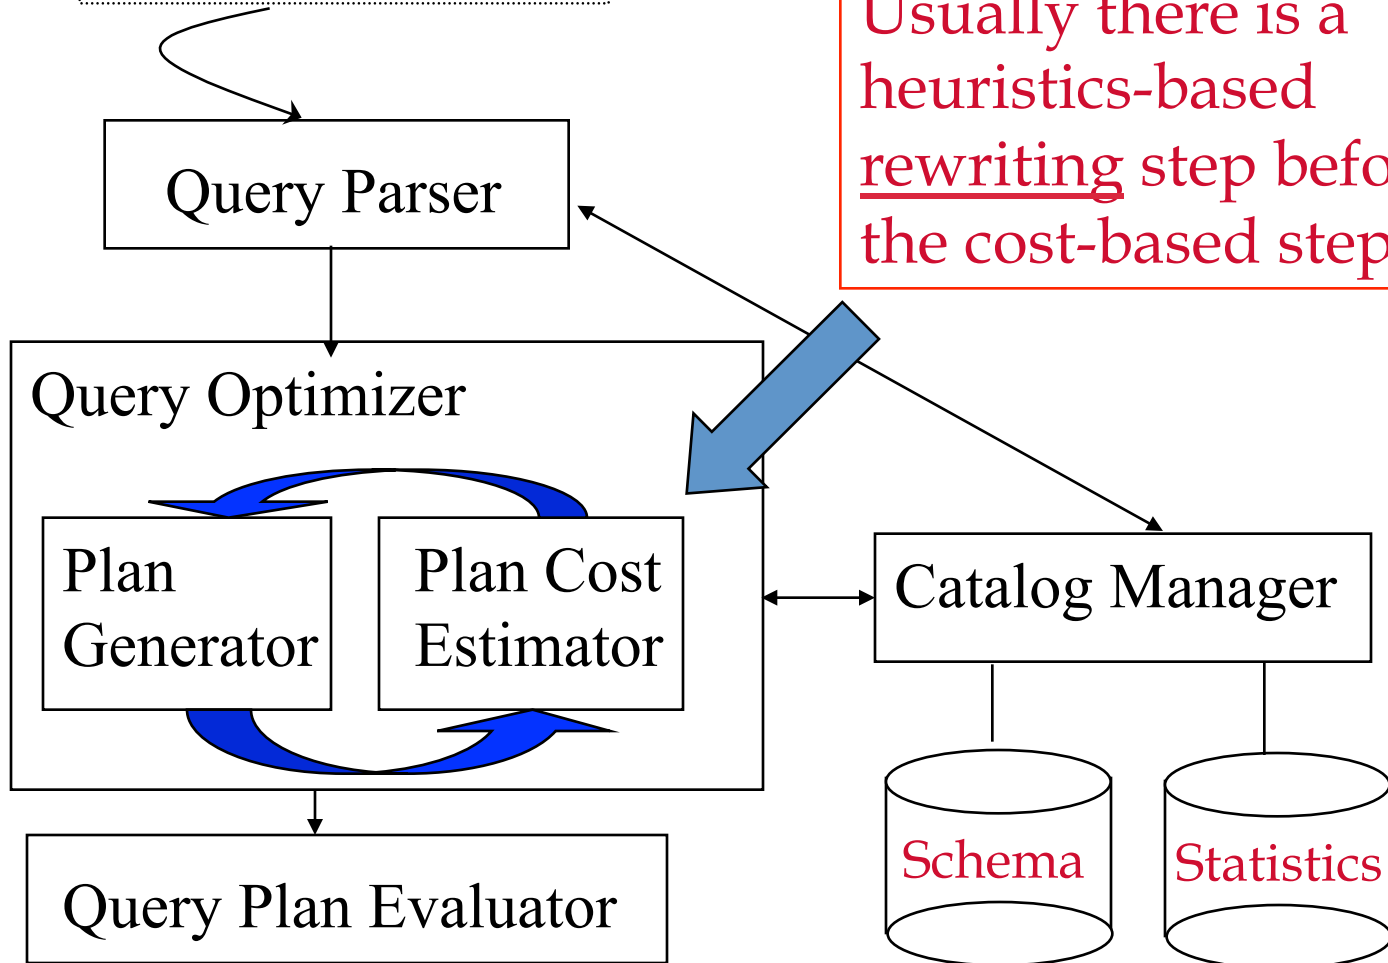 Usually there is a
heuristics-based
rewriting step
the cost-based step
Query Parser
Query Optimizer
Plan
Generator
Plan Cost
Estimator
Catalog Manager
Schema
Statistics
Query Plan Evaluator